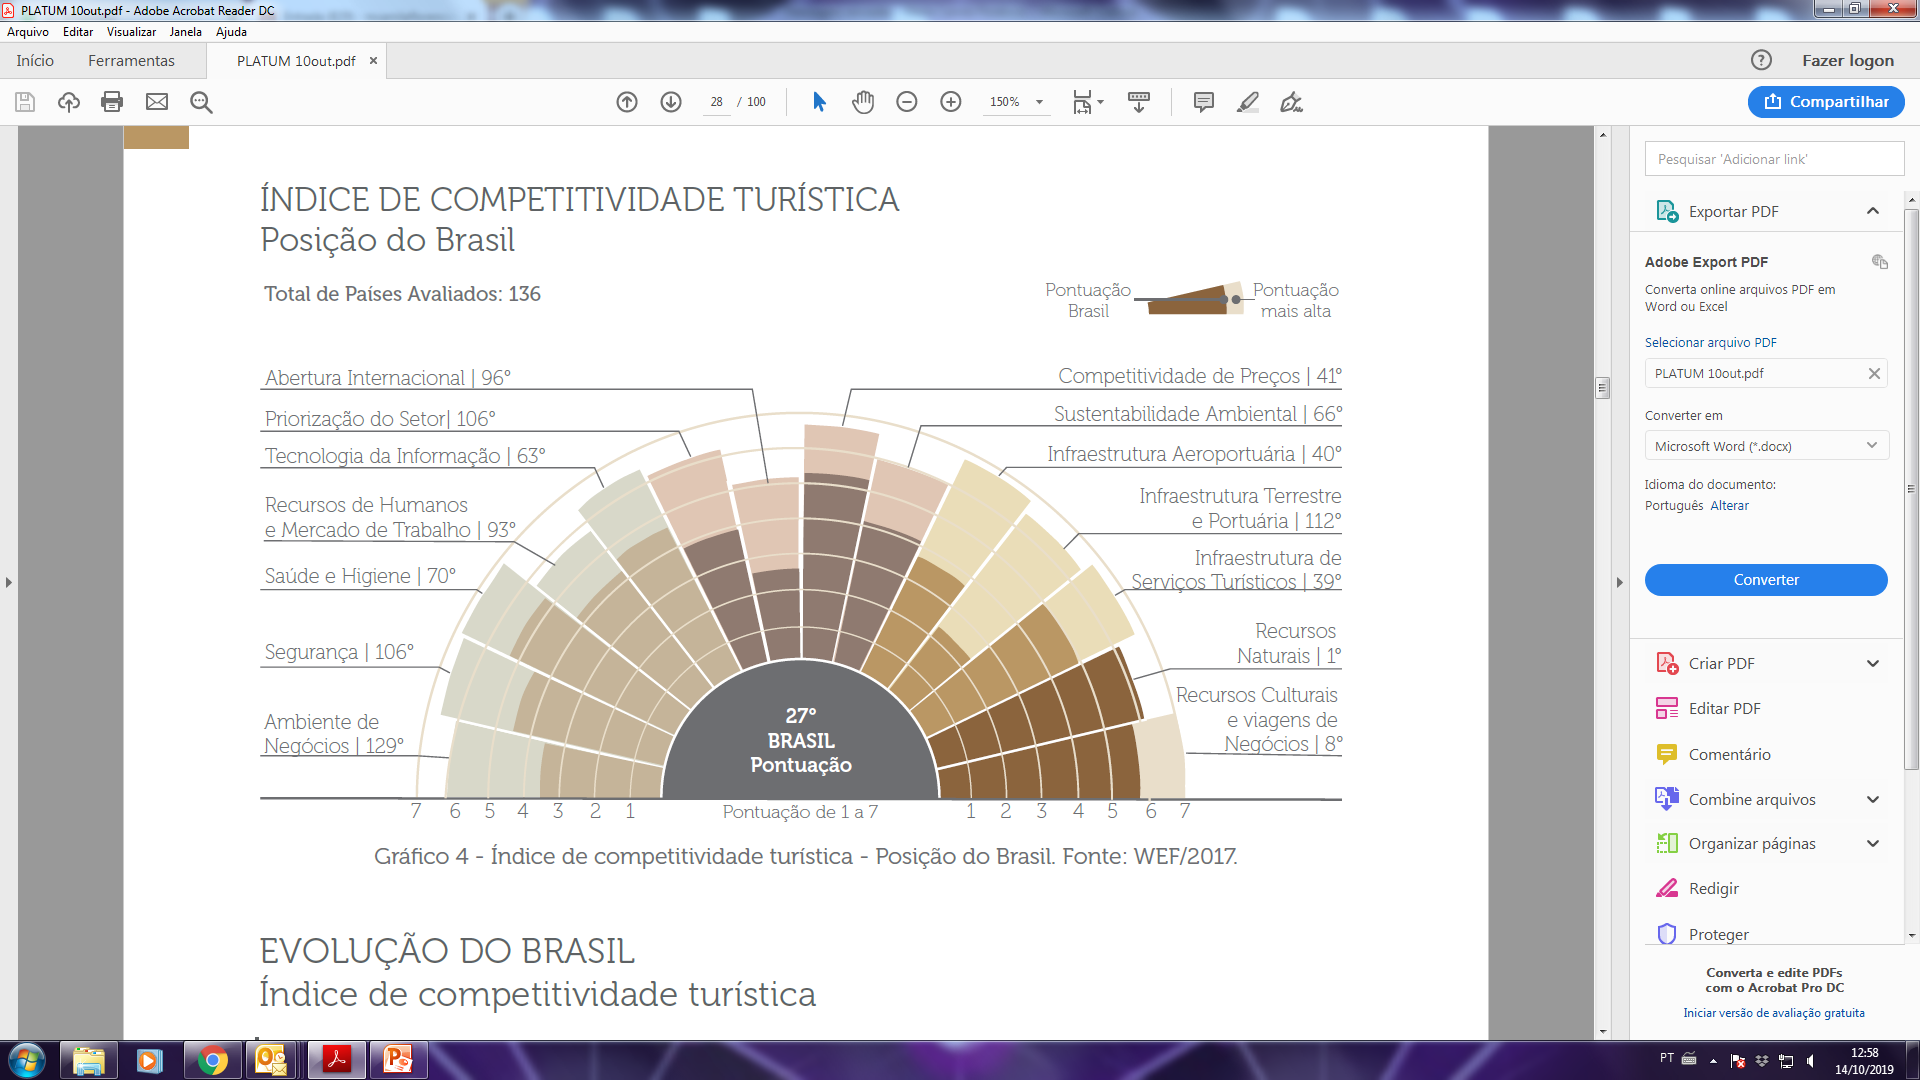 PLATUM 10out.pdf - Adobe Acrobat Reader DC
Arquivo Editar Visualizar Janela Ajuda
Início Ferramentas PLATUM 10out.pdf × Fazer logon
28 / 100 150% Compartilhar
ÍNDICE DE COMPETITIVIDADE TURÍSTICA
Posição do Brasil
Total de Países Avaliados: 136
Pontuação
Brasil
Pontuação
mais alta
Abertura Internacional | 96°
Priorização do Setor| 106°
Tecnologia da Informação | 63°
Recursos de Humanos
e Mercado de Trabalho | 93°
Saúde e Higiene | 70°
Segurança | 106°
Ambiente de
Negócios | 129°
Competitividade de Preços | 41°
Sustentabilidade Ambiental | 66°
Infraestrutura Aeroportuária | 40°
Infraestrutura Terrestre
e Portuária | 112°
Infraestrutura de
Serviços Turísticos | 39°
Recursos
Naturais | 1°
Recursos Culturais
e viagens de
Negócios | 8°
27°
BRASIL
Pontuação
7 6 5 4 3 2 1 Pontuação de 1 a 7 1 2 3 4 5 6 7
Gráfico 4 - Índice de competitividade turística - Posição do Brasil. Fonte: WEF/2017.
EVOLUÇÃO DO BRASIL
Índice de competitividade turística
Pesquisar 'Adicionar link'
Exportar PDF
Adobe Export PDF
Converta online arquivos PDF em
Word ou Excel
Selecionar arquivo PDF
PLATUM 10out.pdf
Converter em
Microsoft Word (*.docx)
Idioma do documento:
Português Alterar
Converter
Criar PDF
Editar PDF
Comentário
Combine arquivos
Organizar páginas
Redigir
Proteger
Converta e edite PDFs
com o Acrobat Pro DC
Iniciar versão de avaliação gratuita
PT
12:58
14/10/2019